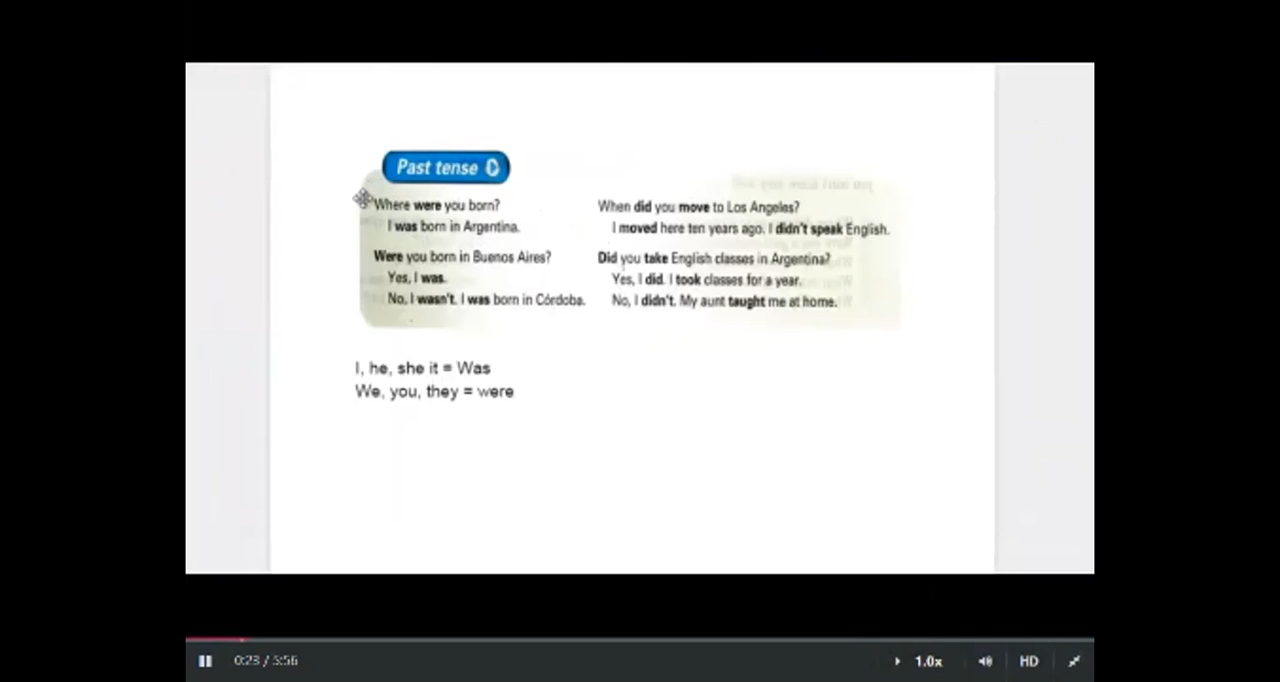 Past tense
Where were you born?
I was born in Argentina.
Were you born in Buenos Aires?
Yes, I was.
No, I wasn't. I was born in Córdoba.
When did you move to Los Angeles?
I moved here ten years ago. I didn't speak English.
Did you take English classes in Argentina?
Yes, I did. I took classes for a year.
No, I didn't. My aunt taught me at home.
I, he, she it = Was
We, you, they = were
0:23 / 5:56
1.0x
HD